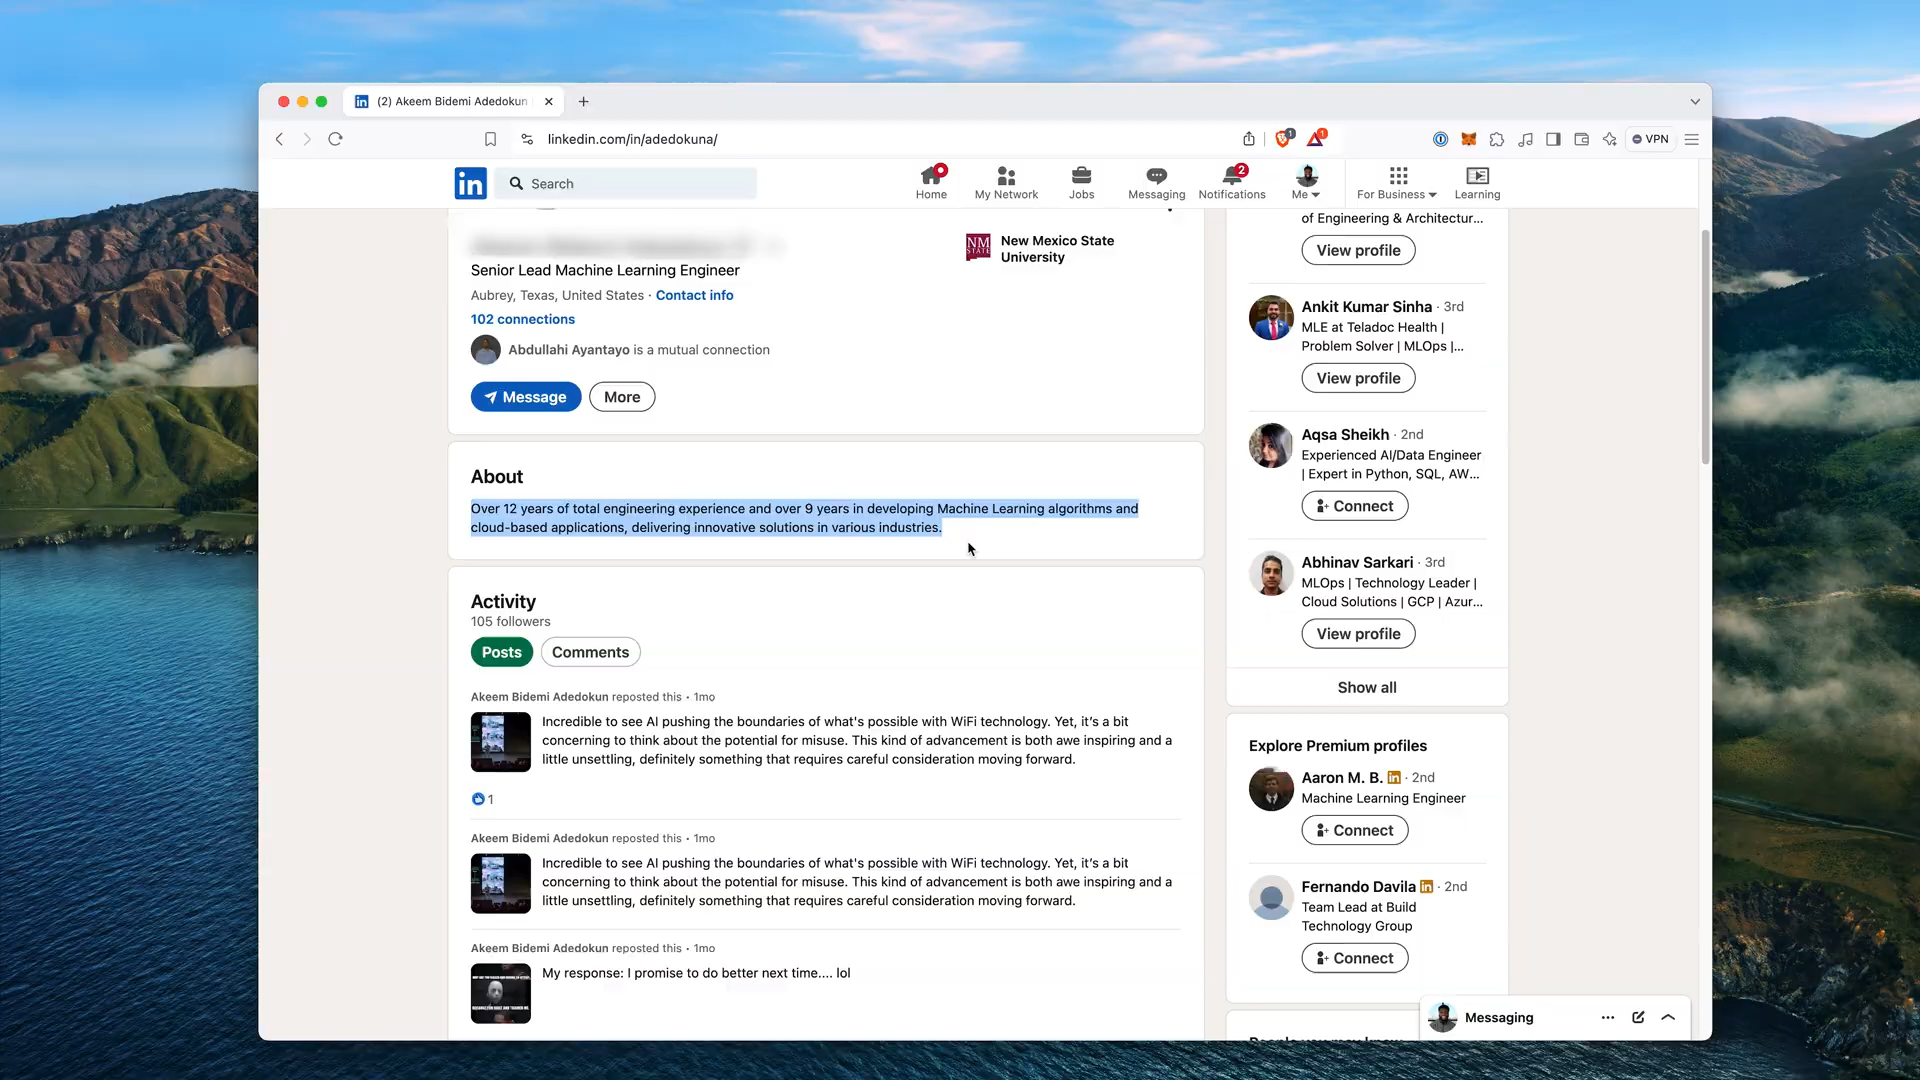 (2) Akeem Bidemi Adedokun
linkedin.com/in/adedokuna/
1
1
VPN
in
Search
Home
My Network
Jobs
Messaging
2
Notifications
Me
For Business
Learning
New Mexico State
University
NM
STATE
Senior Lead Machine Learning Engineer
Aubrey, Texas, United States · Contact info
102 connections
Abdullahi Ayantayo is a mutual connection
Message
More
About
Over 12 years of total engineering experience and over 9 years in developing Machine Learning algorithms and
cloud-based applications, delivering innovative solutions in various industries.
Activity
105 followers
Posts
Comments
Akeem Bidemi Adedokun reposted this • 1mo
Incredible to see AI pushing the boundaries of what's possible with WiFi technology. Yet, it's a bit
concerning to think about the potential for misuse. This kind of advancement is both awe inspiring and a
little unsettling, definitely something that requires careful consideration moving forward.
1
Akeem Bidemi Adedokun reposted this • 1mo
Incredible to see AI pushing the boundaries of what's possible with WiFi technology. Yet, it's a bit
concerning to think about the potential for misuse. This kind of advancement is both awe inspiring and a
little unsettling, definitely something that requires careful consideration moving forward.
Akeem Bidemi Adedokun reposted this • 1mo
My response: I promise to do better next time.... lol
of Engineering & Architectur...
View profile
Ankit Kumar Sinha · 3rd
MLE at Teladoc Health |
Problem Solver | MLOps |...
View profile
Aqsa Sheikh · 2nd
Experienced AI/Data Engineer
| Expert in Python, SQL, AW...
Connect
Abhinav Sarkari · 3rd
MLOps | Technology Leader |
Cloud Solutions | GCP | Azur...
View profile
Show all
Explore Premium profiles
Aaron M. B. in · 2nd
Machine Learning Engineer
Connect
Fernando Davila in · 2nd
Team Lead at Build
Technology Group
Connect
Messaging